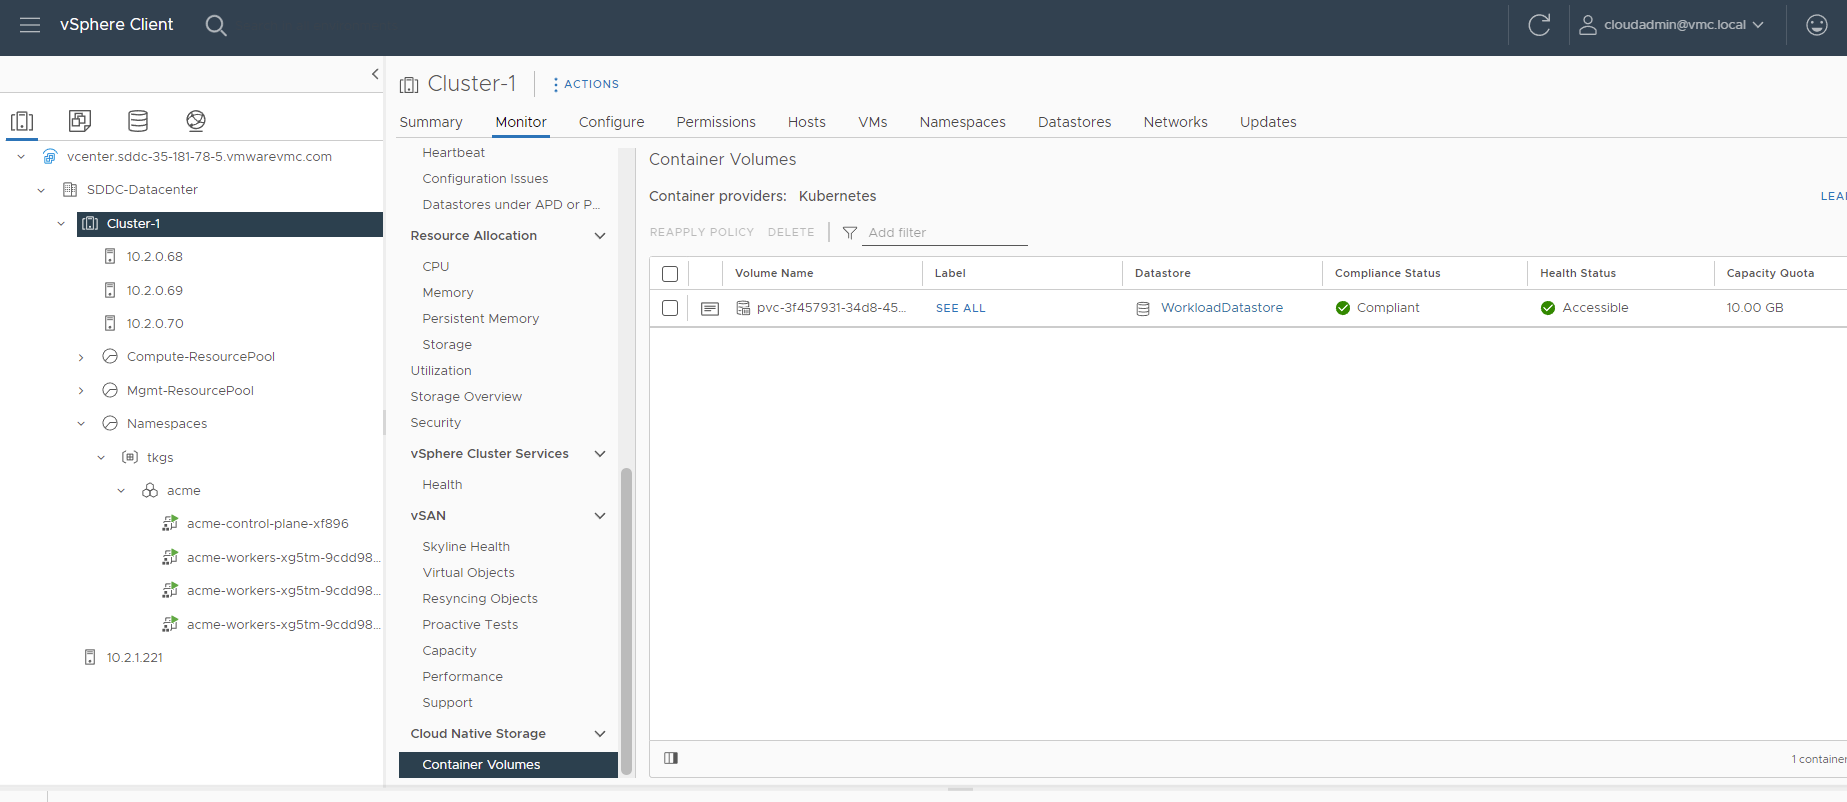 vSphere Client
cloudadmin@vmc.local
vcenter.sddc-35-181-78-5.vmwarevmc.com
SDDC-Datacenter
Cluster-1
10.2.0.68
10.2.0.69
10.2.0.70
Compute-ResourcePool
Mgmt-ResourcePool
Namespaces
tkgs
acme
acme-control-plane-xf896
acme-workers-xg5tm-9cdd98...
acme-workers-xg5tm-9cdd98...
acme-workers-xg5tm-9cdd98...
10.2.1.221
Cluster-1 ACTIONS
Summary Monitor Configure Permissions Hosts VMs Namespaces Datastores Networks Updates
Heartbeat
Configuration Issues
Datastores under APD or P...
Resource Allocation
CPU
Memory
Persistent Memory
Storage
Utilization
Storage Overview
Security
vSphere Cluster Services
Health
vSAN
Skyline Health
Virtual Objects
Resyncing Objects
Proactive Tests
Capacity
Performance
Support
Cloud Native Storage
Container Volumes
Container Volumes
Container providers: Kubernetes
LEA
REAPPLY POLICY DELETE Add filter
Volume Name Label Datastore Compliance Status Health Status Capacity Quota
pvc-3f457931-34d8-45... SEE ALL WorkloadDatastore Compliant Accessible 10.00 GB
1 container